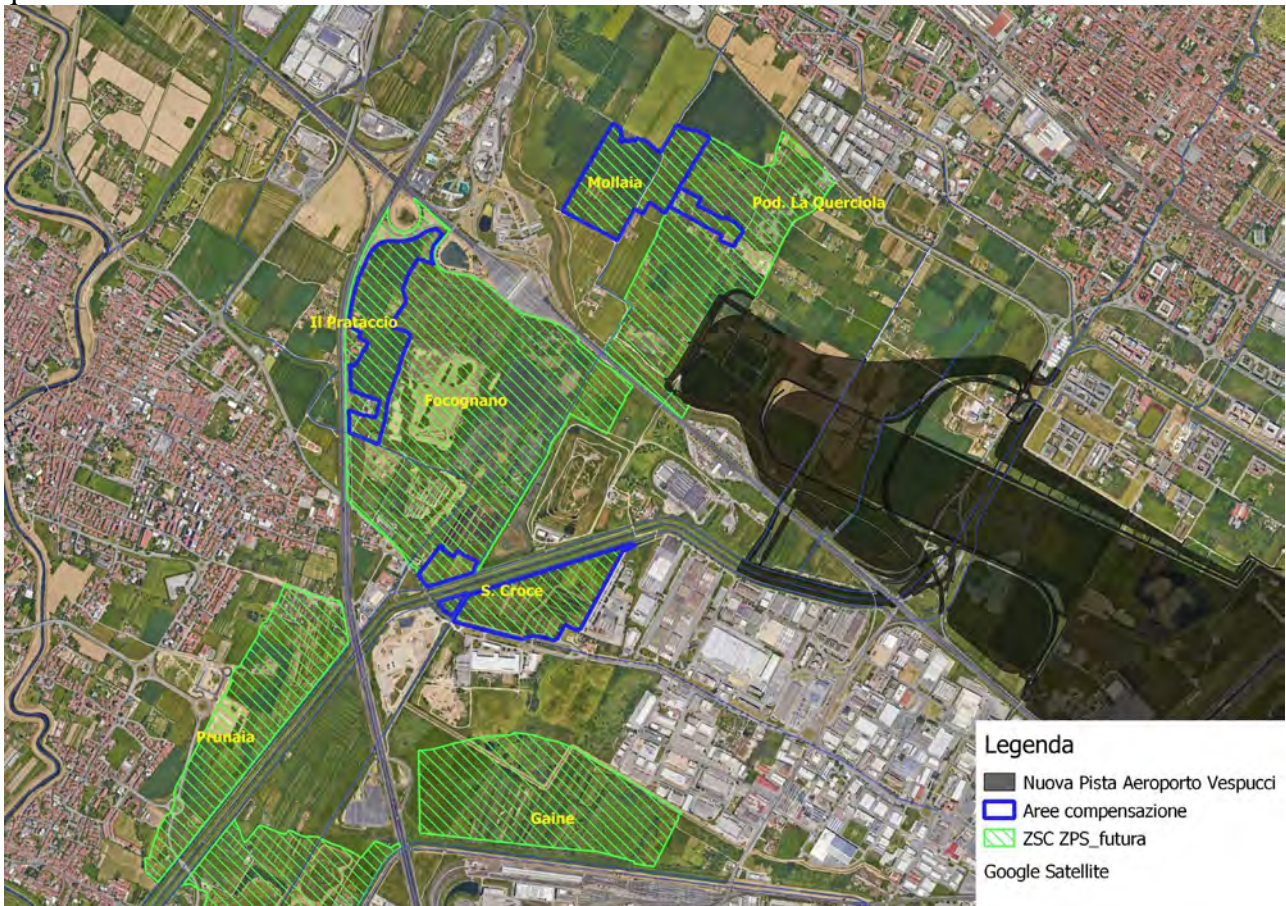 Mollaia
Pod. La Querciola
Il Prataccio
Focognano
S. Croce
Prunaia
Gaine
Legenda
Nuova Pista Aeroporto Vespucci
Aree compensazione
ZSC ZPS_futura
Google Satellite